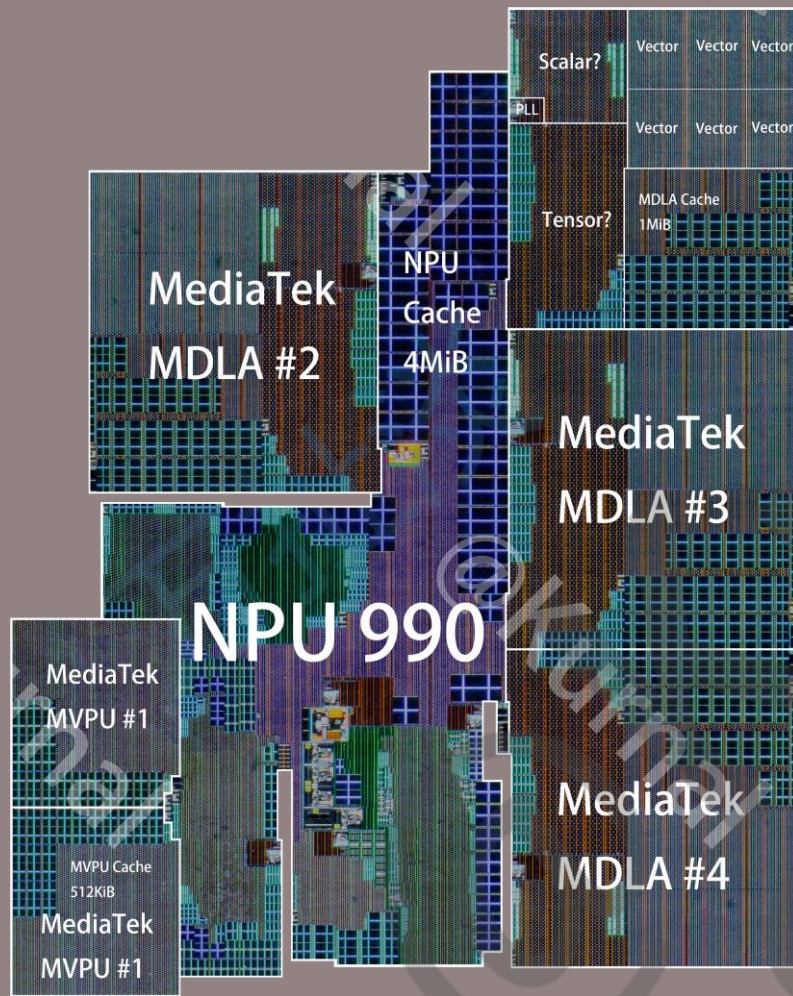 Scalar?
Vector Vector Vector
PLL
Vector Vector Vector
Tensor?
MDLA Cache
1MiB
MediaTek
MDLA #2
NPU
Cache
4MiB
MediaTek
MDLA #3
NPU 990
MediaTek
MVPU #1
MediaTek
MDLA #4
MVPU Cache
512KiB
MediaTek
MVPU #1
@Kurnal